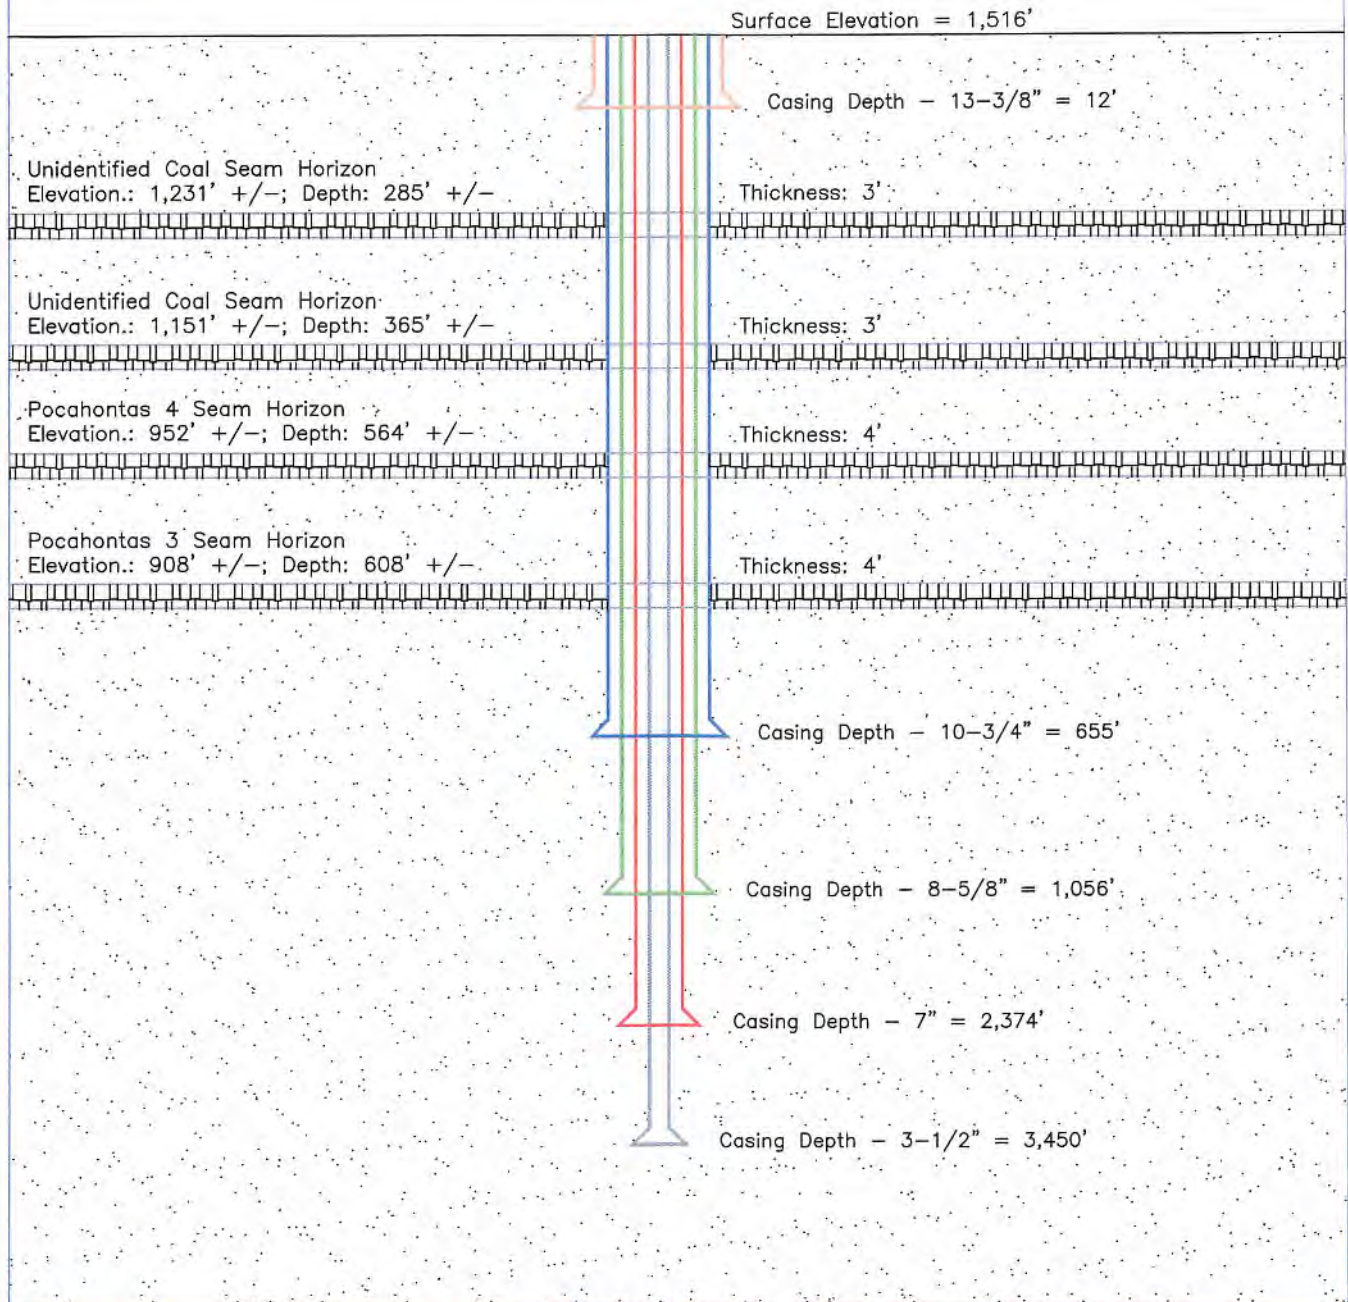 Surface Elevation = 1,516'
Casing Depth - 13-3/8" = 12'
Unidentified Coal Seam Horizon
Elevation.: 1,231' +/-; Depth: 285' +/-
Thickness: 3'
Unidentified Coal Seam Horizon
Elevation.: 1,151' +/-; Depth: 365' +/-
Thickness: 3'
Pocahontas 4 Seam Horizon
Elevation.: 952' +/-; Depth: 564' +/-
Thickness: 4'
Pocahontas 3 Seam Horizon
Elevation.: 908' +/-; Depth: 608' +/-
Thickness: 4'
Casing Depth - 10-3/4" = 655'
Casing Depth - 8-5/8" = 1,056'
Casing Depth - 7" = 2,374'
Casing Depth - 3-1/2" = 3,450'